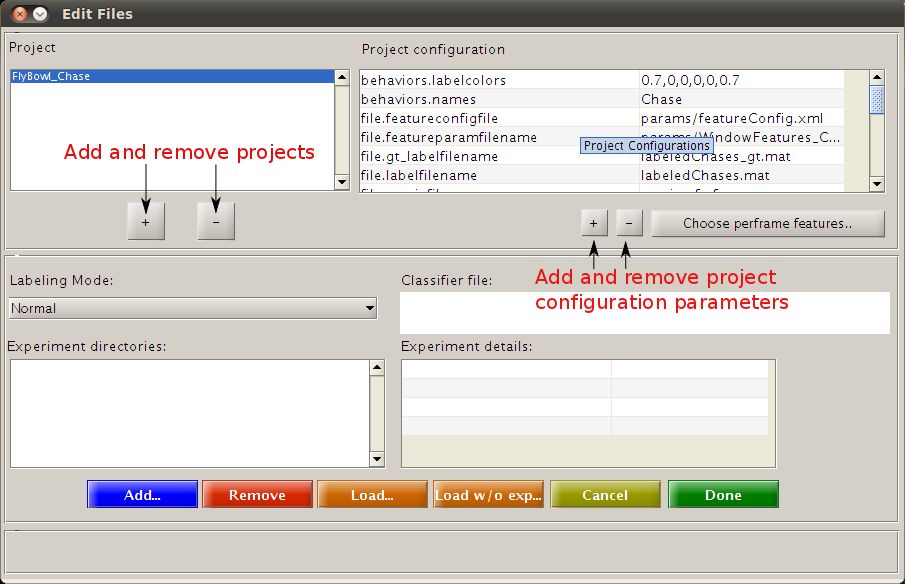 Edit Files
Project
Project configuration
FlyBowl_Chase
behaviors.labelcolors 0.7,0,0,0,0.7
behaviors.names Chase
file.featureconfigfile params/featureConfig.xml
file.featureparamfilename params/WindowFeatures_C...
Project Configurations
file.gt_labelfilename labeledChases_gt.mat
file.labelfilename labeledChases.mat
Add and remove projects
+ -
+ - Choose perframe features..
Labeling Mode:
Classifier file:
Add and remove project
configuration parameters
Normal
Experiment directories:
Experiment details:
Add... Remove Load... Load w/o exp... Cancel Done